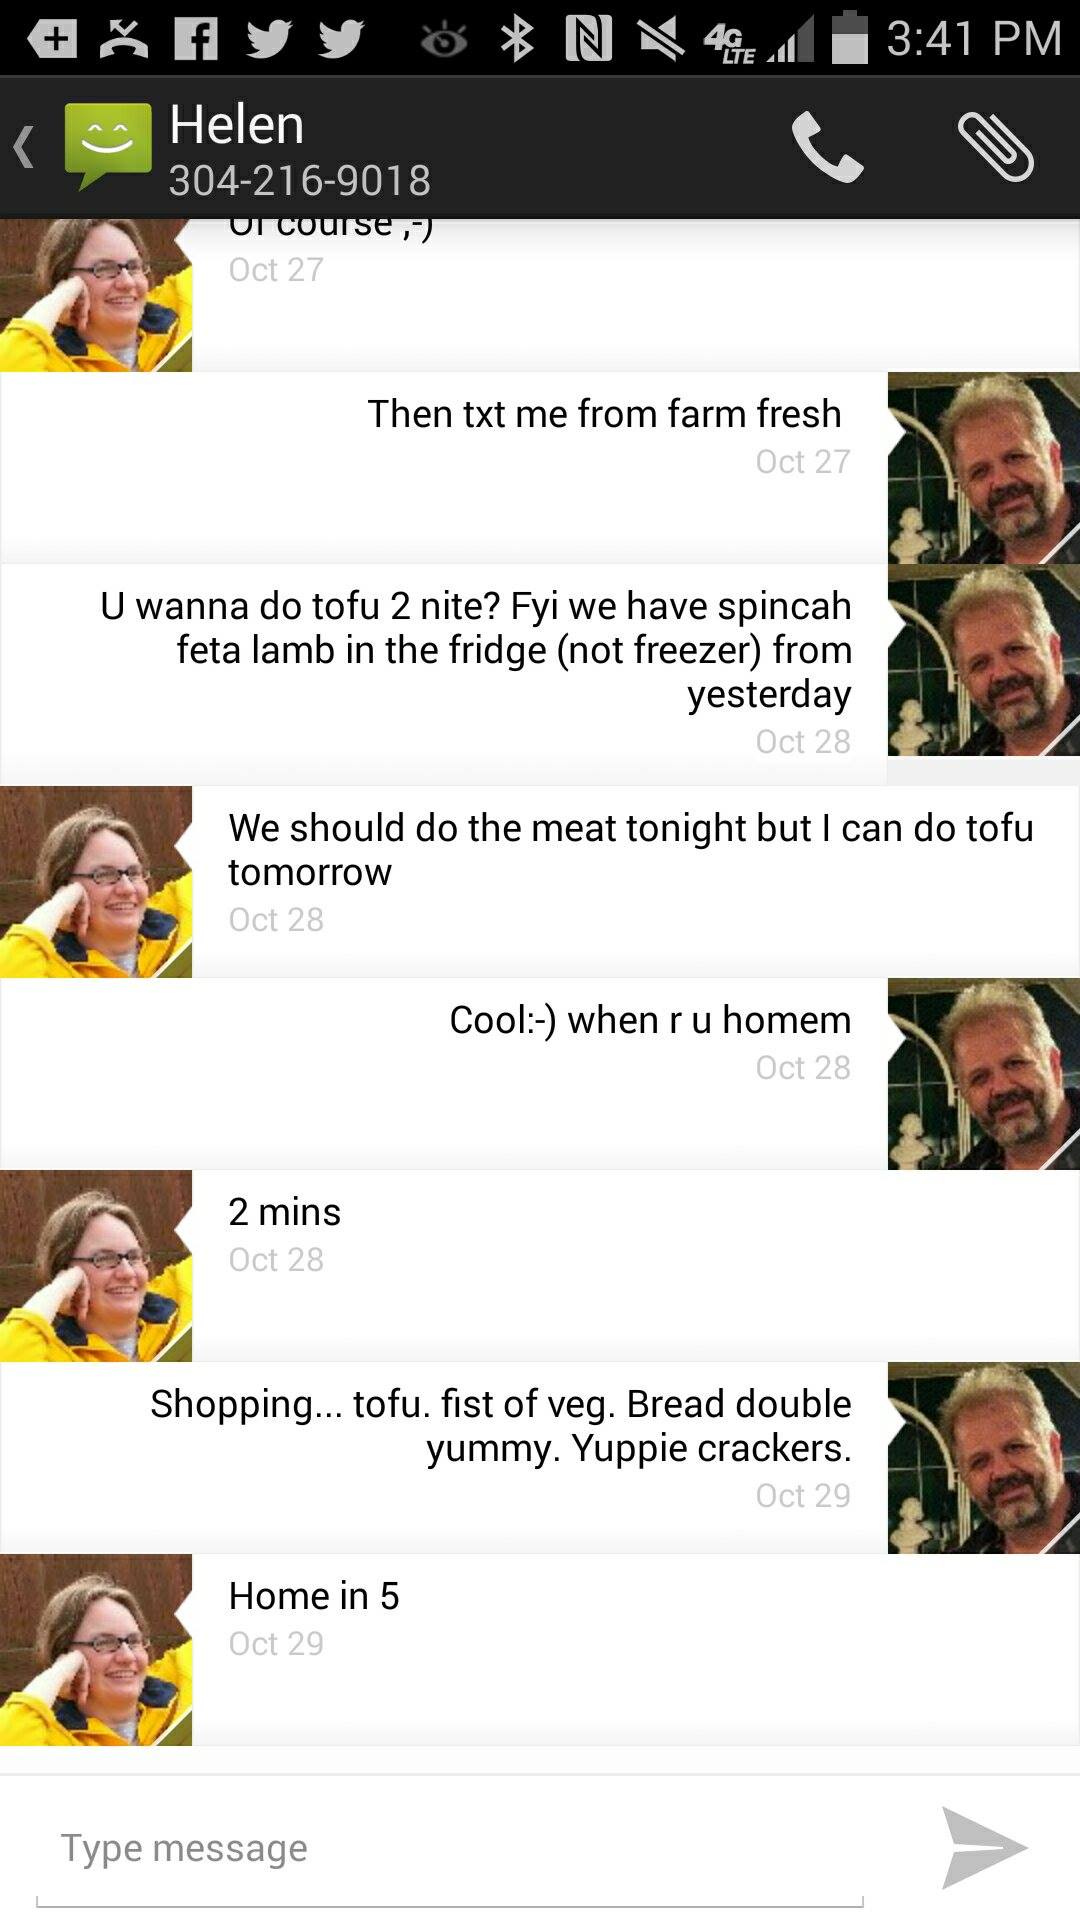 4G LTE 3:41 PM
Helen
304-216-9018
Of course ,-)
Oct 27
Then txt me from farm fresh
Oct 27
U wanna do tofu 2 nite? Fyi we have spincah
feta lamb in the fridge (not freezer) from
yesterday
Oct 28
We should do the meat tonight but I can do tofu
tomorrow
Oct 28
Cool:-) when r u homem
Oct 28
2 mins
Oct 28
Shopping... tofu. fist of veg. Bread double
yummy. Yuppie crackers.
Oct 29
Home in 5
Oct 29
Type message